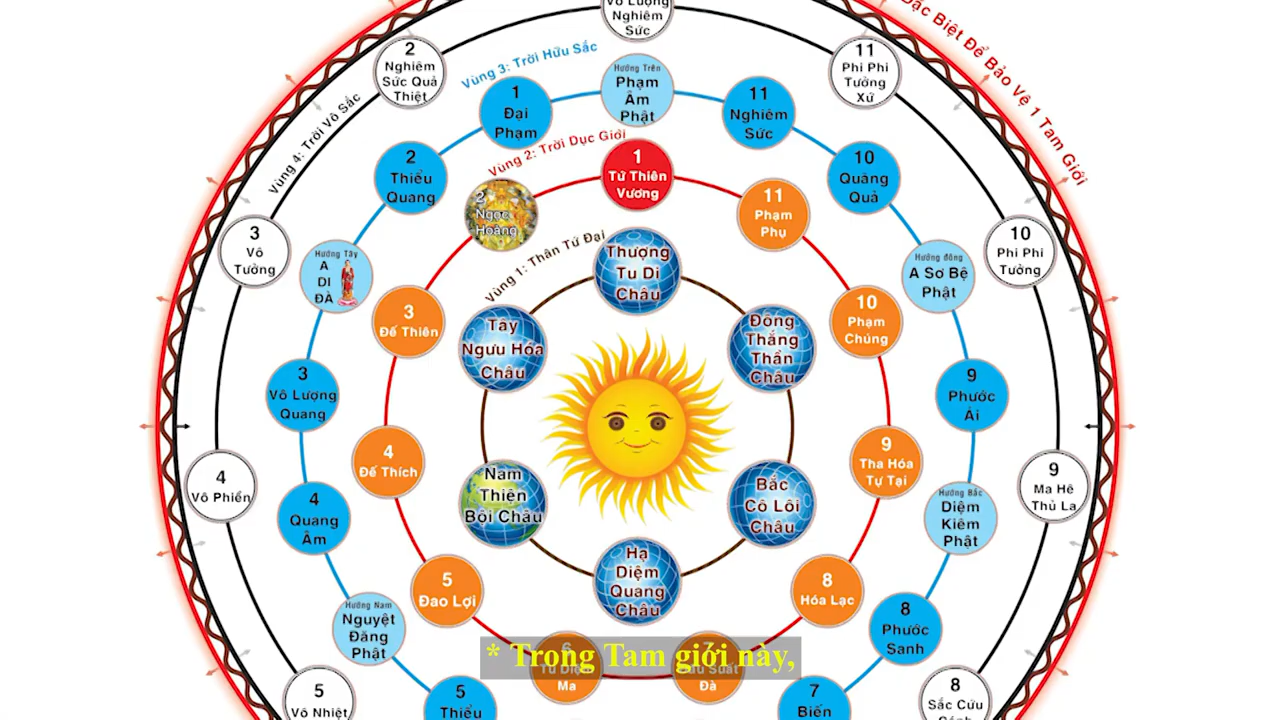 Vô Lượng
Nghiêm
Sức
Đặc Biệt Để Bảo Vệ 1 Tam Giới
2
Nghiêm
Sức Quả
Thiệt
11
Phi Phi
Tưởng
Xứ
Vùng 3: Trời Hữu Sắc
Hướng Trên
Phạm
Âm
Phật
1
Đại
Phạm
11
Nghiêm
Sức
Vùng 4: Trời Vô Sắc
Vùng 2: Trời Dục Giới
2
Thiểu
Quang
1
Tứ Thiên
Vương
10
Quảng
Quả
2
Ngọc
Hoàng
11
Phạm
Phụ
3
Vô
Tưởng
10
Phi Phi
Tưởng
Vùng 1: Thân Tứ Đại
Hướng Tây
A
DI
ĐÀ
Thượng
Tu Di
Châu
Hướng đông
A Sơ Bệ
Phật
3
Đế Thiên
10
Phạm
Chúng
Tây
Ngưu Hóa
Châu
Đông
Thắng
Thần
Châu
3
Vô Lượng
Quang
9
Phước
Ái
4
Đế Thích
9
Tha Hóa
Tự Tại
4
Vô Phiền
9
Ma Hê
Thủ La
Nam
Thiện
Bội Châu
Bắc
Cô Lôi
Châu
4
Quang
Âm
Hướng Bắc
Diệm
Kiêm
Phật
Hạ
Diệm
Quang
Châu
5
Đao Lợi
8
Hóa Lạc
Hướng Nam
Nguyệt
Đăng
Phật
8
Phước
Sanh
* Trong Tam giới này,
Ma
Đà
5
Vô Nhiệt
5
Thiểu
7
Biến
8
Sắc Cứu